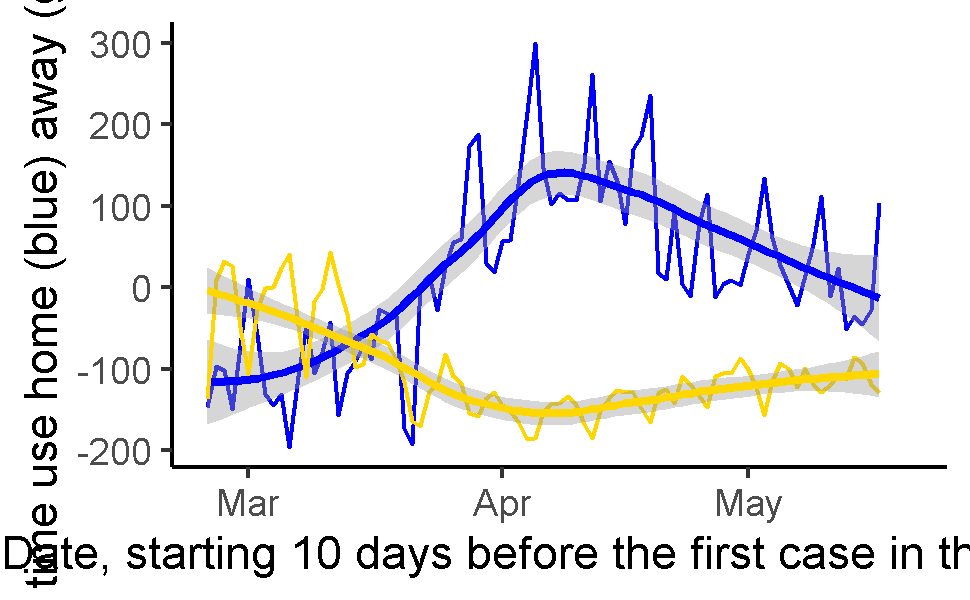 time use home (blue) away (
300
200
100
0
-100
-200
Mar Apr May
Date, starting 10 days before the first case in th